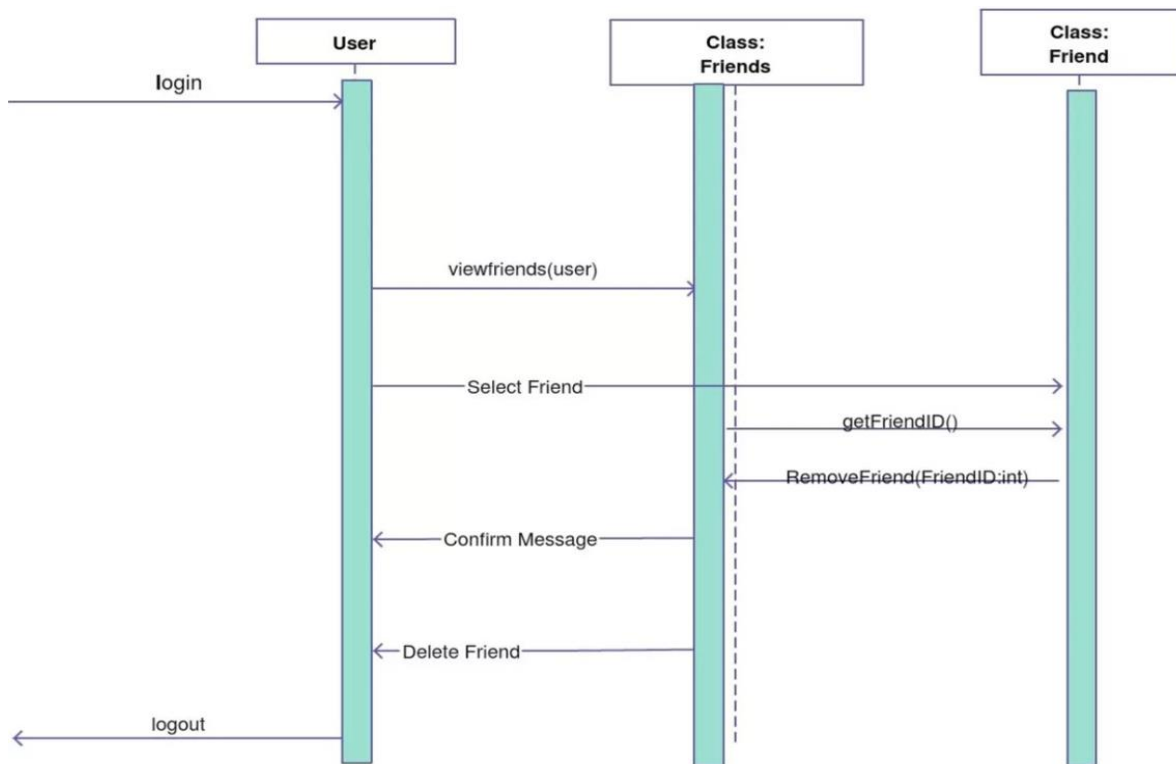 User
Class:
Friends
Class:
Friend
login
viewfriends(user)
Select Friend
getFriendID()
RemoveFriend(FriendID:int)
Confirm Message
Delete Friend
logout